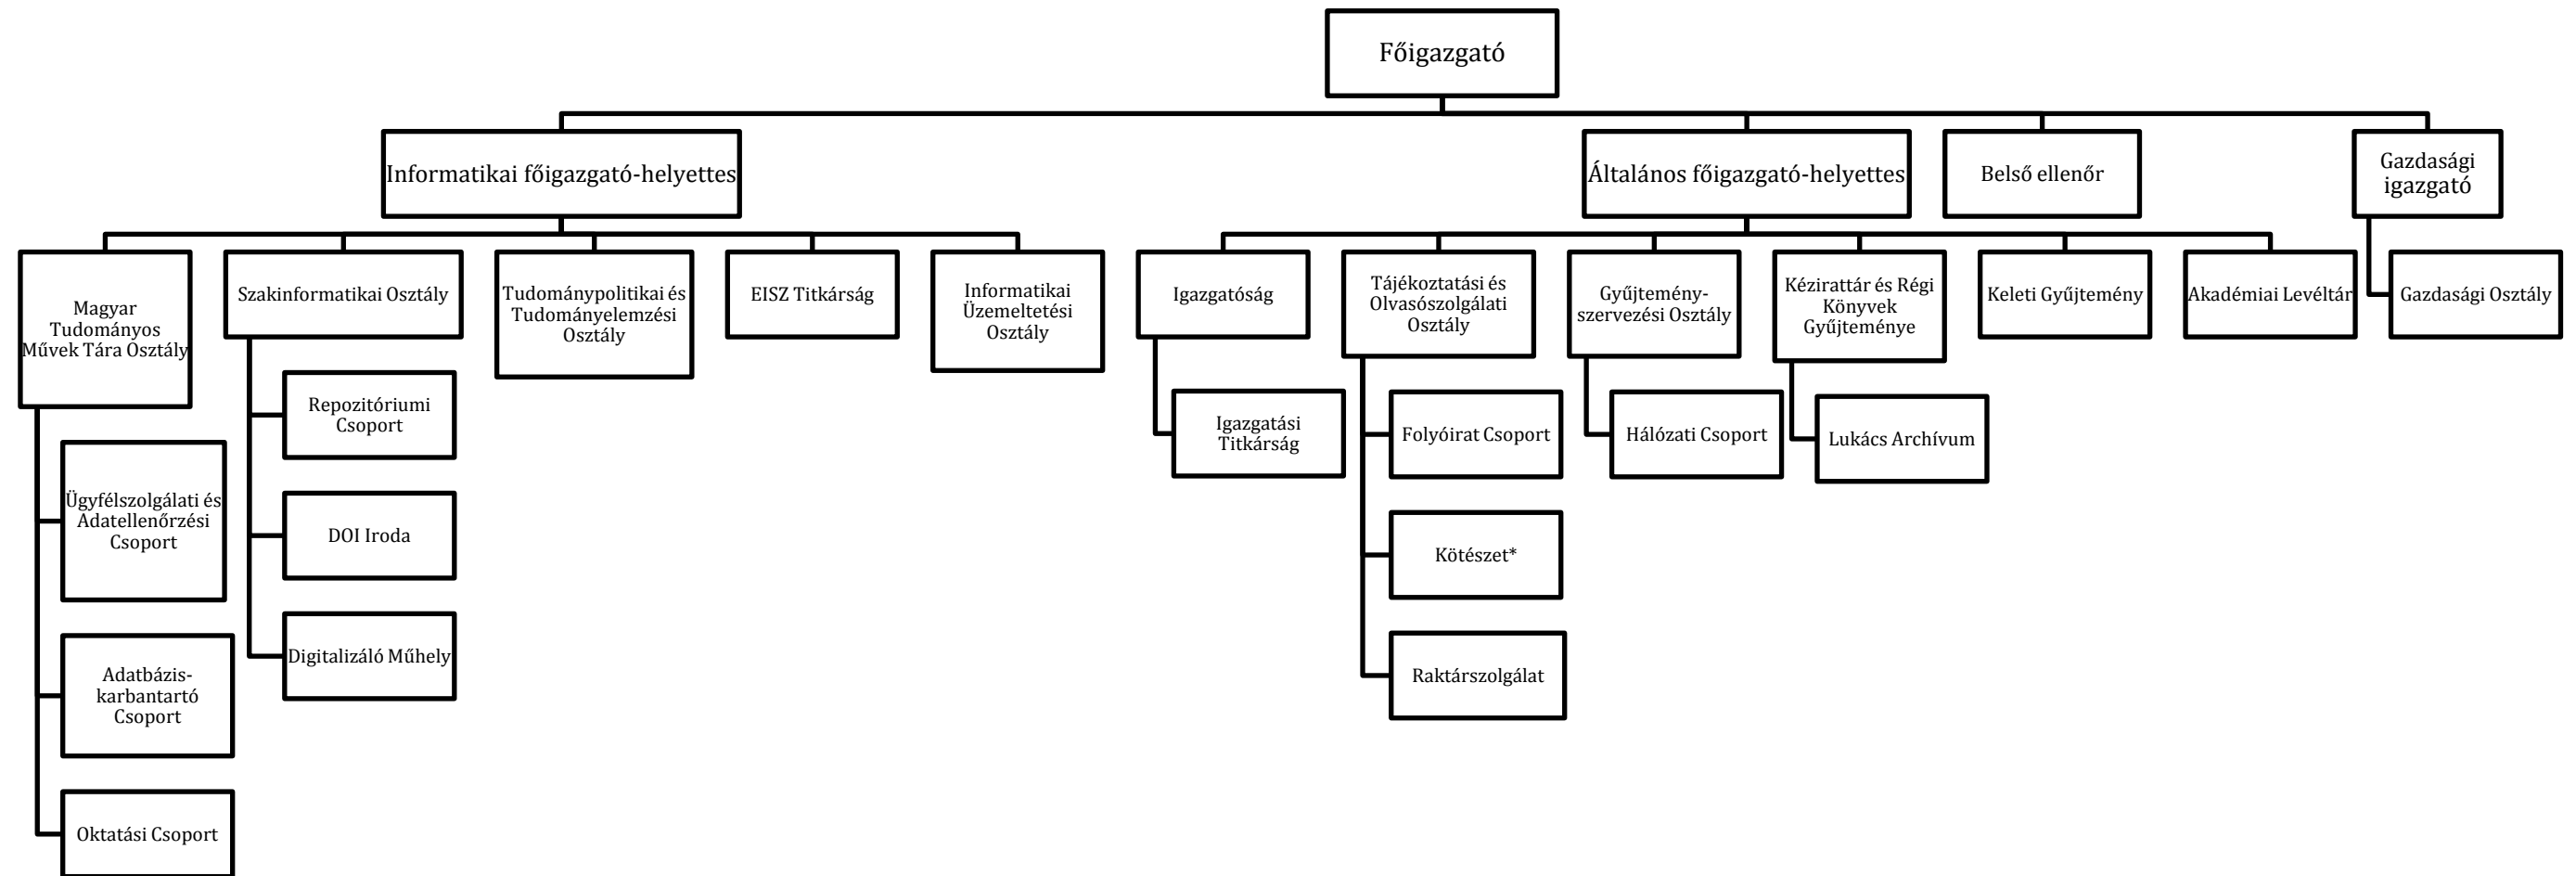 Főigazgató
Informatikai főigazgató-helyettes
Általános főigazgató-helyettes
Belső ellenőr
Gazdasági
igazgató
Magyar
Tudományos
Művek Tára Osztály
Szakinformatikai Osztály
Tudománypolitikai és
Tudományelemzési
Osztály
EISZ Titkárság
Informatikai
Üzemeltetési
Osztály
Igazgatóság
Tájékoztatási és
Olvasószolgálati
Osztály
Gyűjtemény-
szervezési Osztály
Kézirattár és Régi
Könyvek
Gyűjteménye
Keleti Gyűjtemény
Akadémiai Levéltár
Gazdasági Osztály
Ügyfélszolgálati és
Adatellenőrzési
Csoport
Adatbázis-
karbantartó
Csoport
Oktatási Csoport
Repozitóriumi
Csoport
DOI Iroda
Digitalizáló Műhely
Igazgatási
Titkárság
Folyóirat Csoport
Kötészet*
Raktárszolgálat
Hálózati Csoport
Lukács Archívum